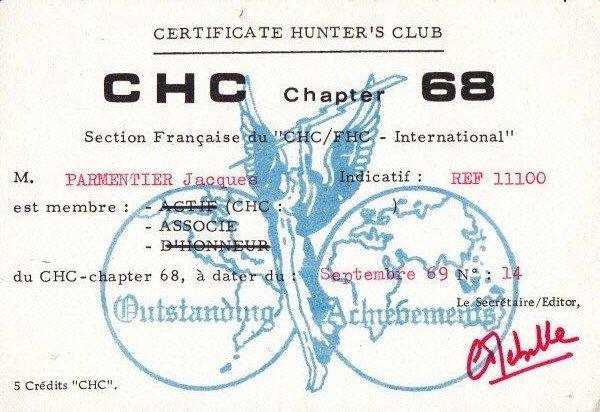 CERTIFICATE HUNTER'S CLUB
CHC Chapter 68
Section Française du "CHC/FHC - International"
M. PARMENTIER Jacques Indicatif : REF 11100
est membre : - ACTIF (CHC : )
- ASSOCIE
- D'HONNEUR
du CHC-chapter 68, à dater du : Septembre 69 N° : 14
Outstanding Achievements
Le Secrétaire/Editor,
5 Crédits "CHC".